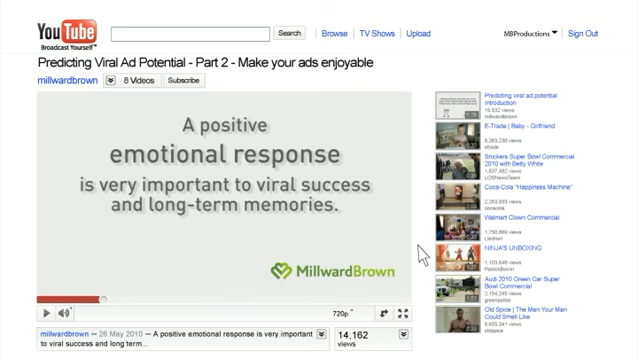 YouTube
Broadcast Yourself™
Search
Browse
TV Shows
Upload
MBProductions
Sign Out
Predicting Viral Ad Potential - Part 2 - Make your ads enjoyable
millwardbrown
8 Videos
Subscribe
A positive
emotional response
is very important to viral success
and long-term memories.
MillwardBrown
720p
millwardbrown — 26 May 2010 — A positive emotional response is very important
to viral success and long term...
14,162
views
Predicting viral ad potential
Introduction
millwardbrown
E-Trade | Baby - Girlfriend
etrade
Snickers Super Bowl Commercial
2010 with Betty White
Coca-Cola "Happiness Machine"
cocacola
Walmart Clown Commercial
NINJA'S UNBOXING
Audi 2010 Green Car Super
Bowl Commercial
Old Spice | The Man Your Man
Could Smell Like
oldspice